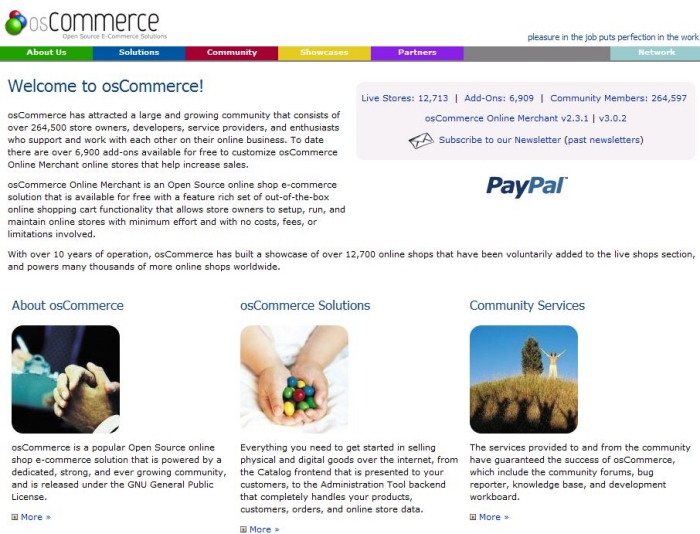 osCommerce
Open Source E-Commerce Solutions
pleasure in the job puts perfection in the work
About Us Solutions Community Showcases Partners Network
Welcome to osCommerce!
osCommerce has attracted a large and growing community that consists of
over 264,500 store owners, developers, service providers, and enthusiasts
who support and work with each other on their online business. To date
there are over 6,900 add-ons available for free to customize osCommerce
Online Merchant online stores that help increase sales.
osCommerce Online Merchant is an Open Source online shop e-commerce
solution that is available for free with a feature rich set of out-of-the-box
online shopping cart functionality that allows store owners to setup, run, and
maintain online stores with minimum effort and with no costs, fees, or
limitations involved.
Live Stores: 12,713 | Add-Ons: 6,909 | Community Members: 264,597
osCommerce Online Merchant v2.3.1 | v3.0.2
Subscribe to our Newsletter (past newsletters)
PayPal™
With over 10 years of operation, osCommerce has built a showcase of over 12,700 online shops that have been voluntarily added to the live shops section,
and powers many thousands of more online shops worldwide.
About osCommerce
osCommerce is a popular Open Source online
shop e-commerce solution that is powered by a
dedicated, strong, and ever growing community,
and is released under the GNU General Public
License.
More »
osCommerce Solutions
Everything you need to get started in selling
physical and digital goods over the internet, from
the Catalog frontend that is presented to your
customers, to the Administration Tool backend
that completely handles your products,
customers, orders, and online store data.
More »
Community Services
The services provided to and from the community
have guaranteed the success of osCommerce,
which include the community forums, bug
reporter, knowledge base, and development
workboard.
More »